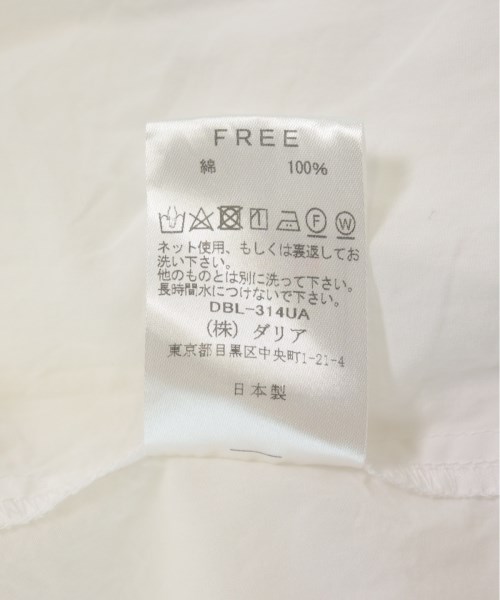 FREE
綿 100%
F W
ネット使用、もしくは裏返してお
洗い下さい。
他のものとは別に洗って下さい。
長時間水につけないで下さい。
DBL-314UA
(株) ダリア
東京都目黒区中央町1-21-4
日本製